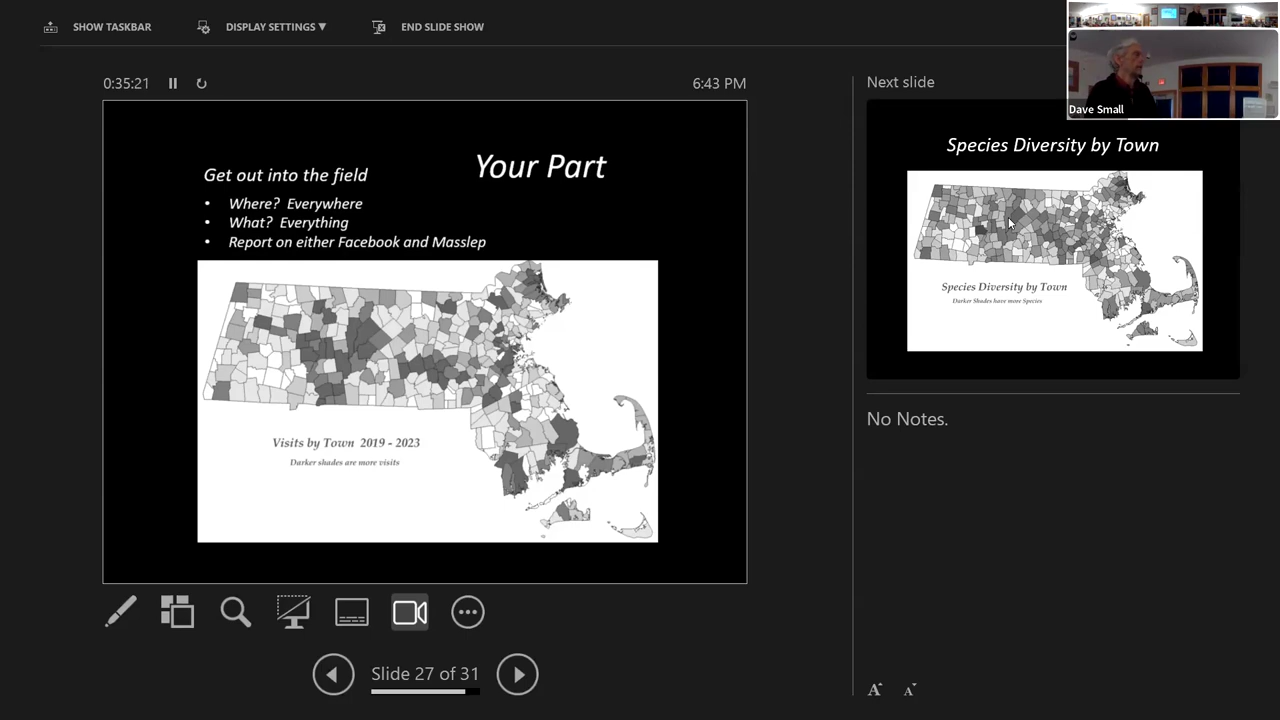 SHOW TASKBAR
DISPLAY SETTINGS ▼
END SLIDE SHOW
Dave Small
0:35:21
6:43 PM
Your Part
Get out into the field
• Where? Everywhere
• What? Everything
• Report on either Facebook and Masslep
Visits by Town 2019 - 2023
Darker shades are more visits
Slide 27 of 31
Next slide
Species Diversity by Town
Species Diversity by Town
Darker Shades have more Species
No Notes.
A A